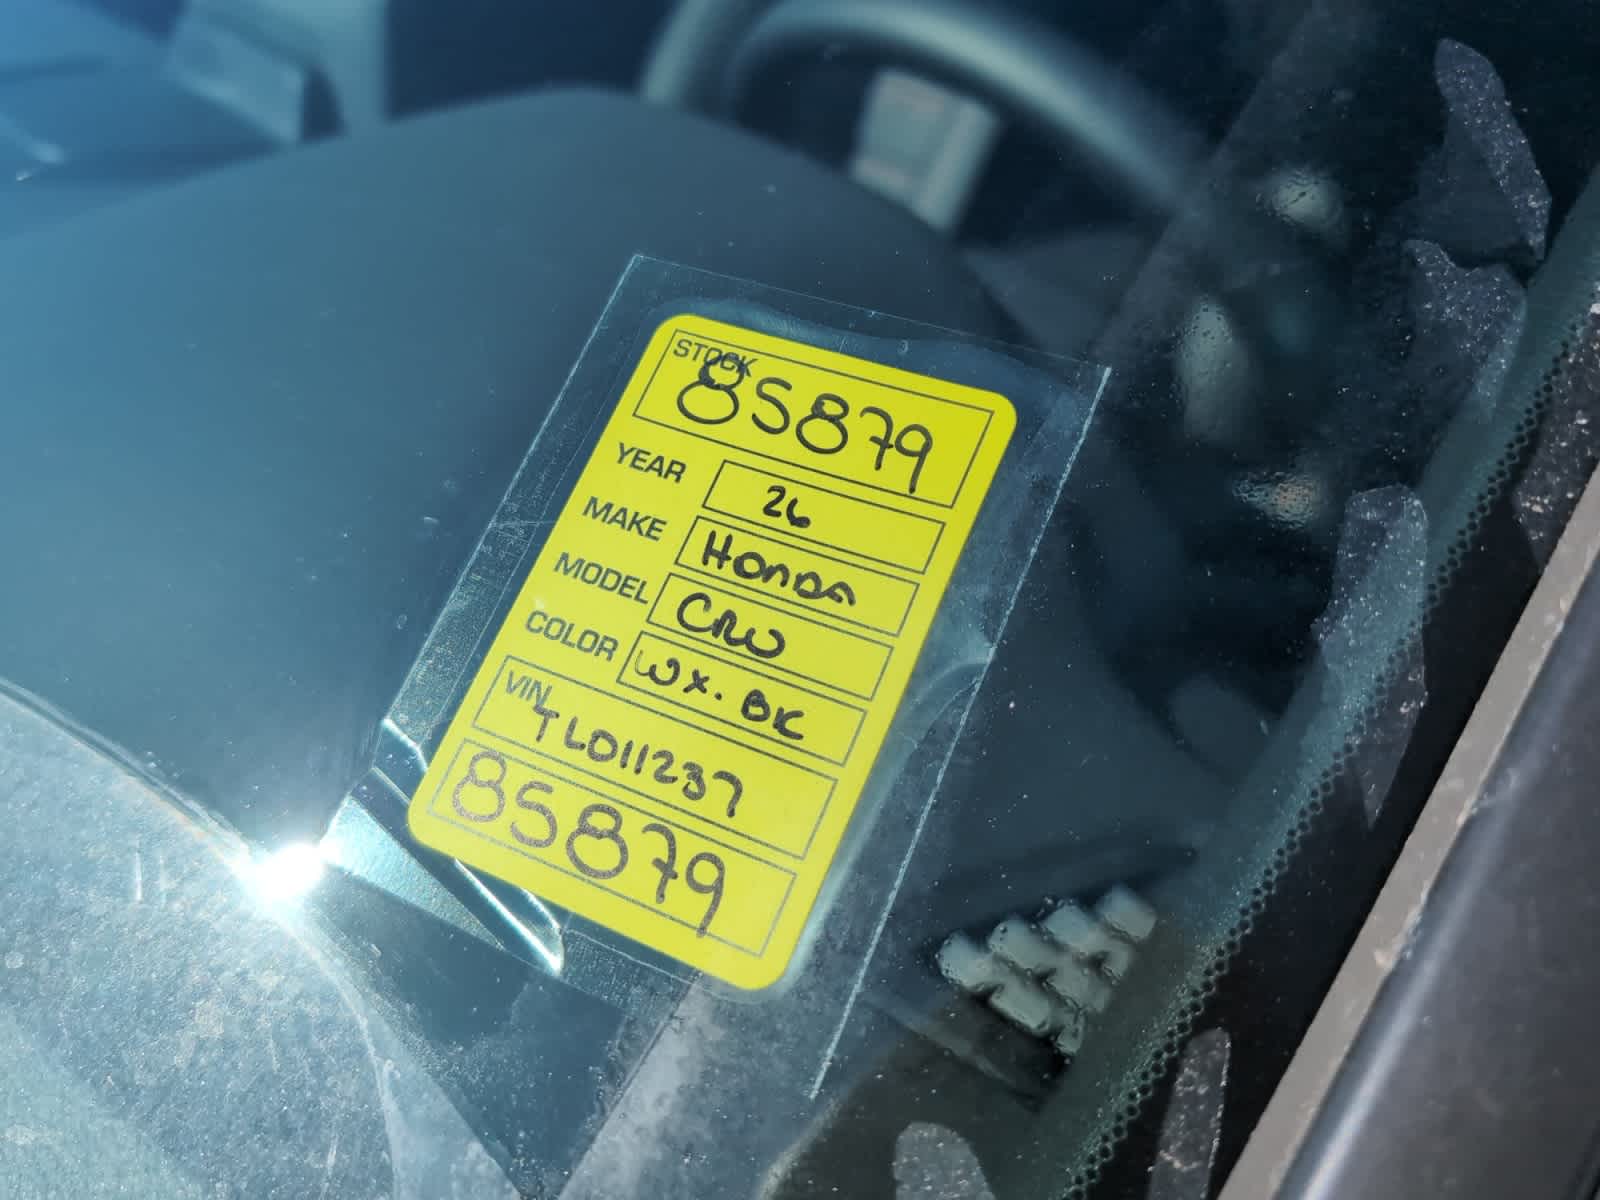 STOCK
85879
YEAR 26
MAKE HONDA
MODEL CRV
COLOR WX. BK
VIN TL011237
85879